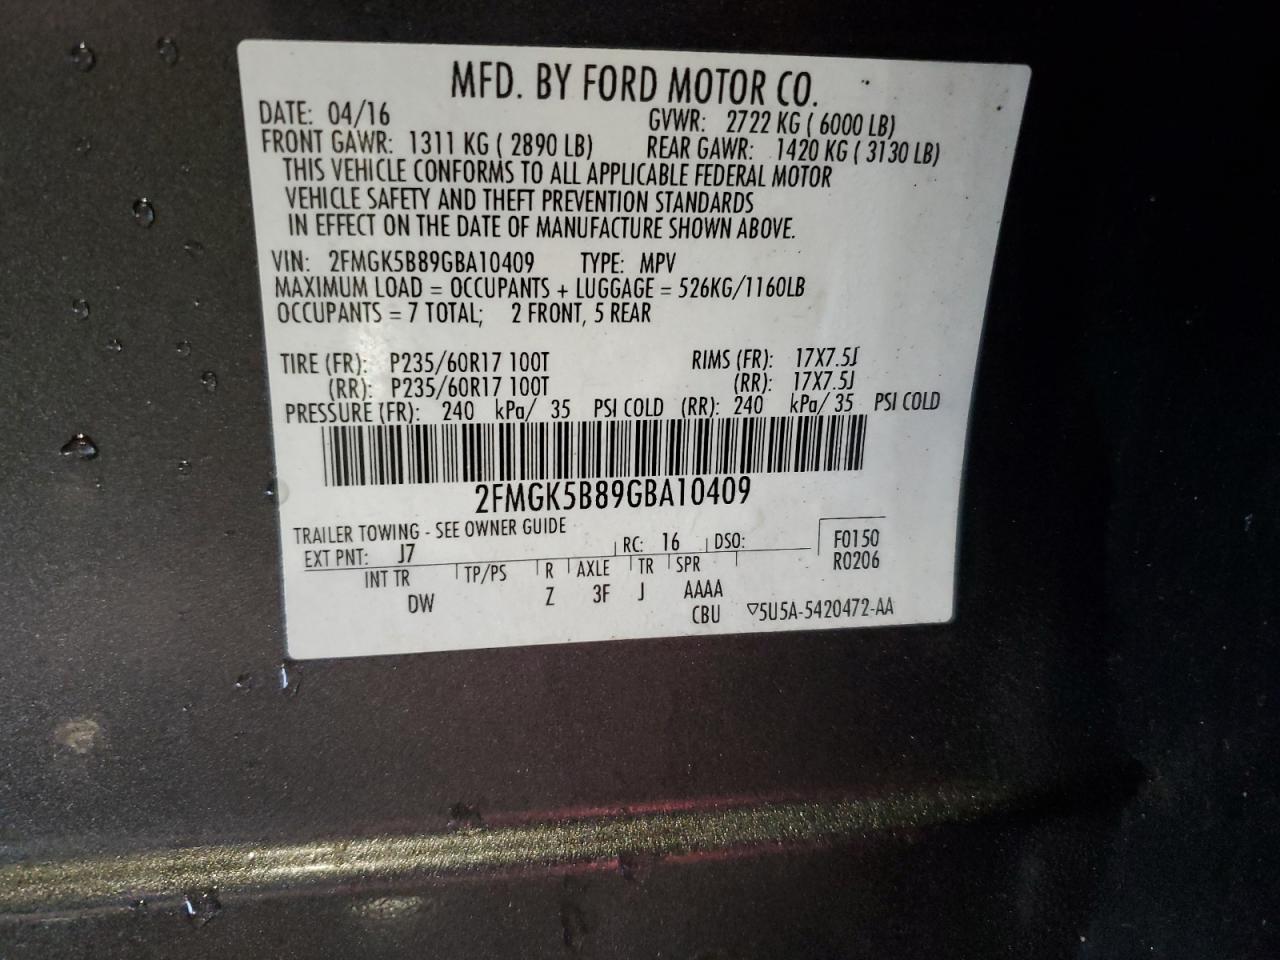 MFD. BY FORD MOTOR CO.
DATE: 04/16 GVWR: 2722 KG ( 6000 LB)
FRONT GAWR: 1311 KG ( 2890 LB) REAR GAWR: 1420 KG ( 3130 LB)
THIS VEHICLE CONFORMS TO ALL APPLICABLE FEDERAL MOTOR
VEHICLE SAFETY AND THEFT PREVENTION STANDARDS
IN EFFECT ON THE DATE OF MANUFACTURE SHOWN ABOVE.
VIN: 2FMGK5B89GBA10409 TYPE: MPV
MAXIMUM LOAD = OCCUPANTS + LUGGAGE = 526KG/1160LB
OCCUPANTS = 7 TOTAL; 2 FRONT, 5 REAR
TIRE (FR): P235/60R17 100T RIMS (FR): 17X7.5J
(RR): P235/60R17 100T (RR): 17X7.5J
PRESSURE (FR): 240 kPa/ 35 PSI COLD (RR): 240 kPa/ 35 PSI COLD
2FMGK5B89GBA10409
TRAILER TOWING - SEE OWNER GUIDE
EXT PNT: J7 RC: 16 DSO: F0150
R0206
INT TR TP/PS R AXLE TR SPR
DW Z 3F J AAAA
CBU ▽5U5A-5420472-AA